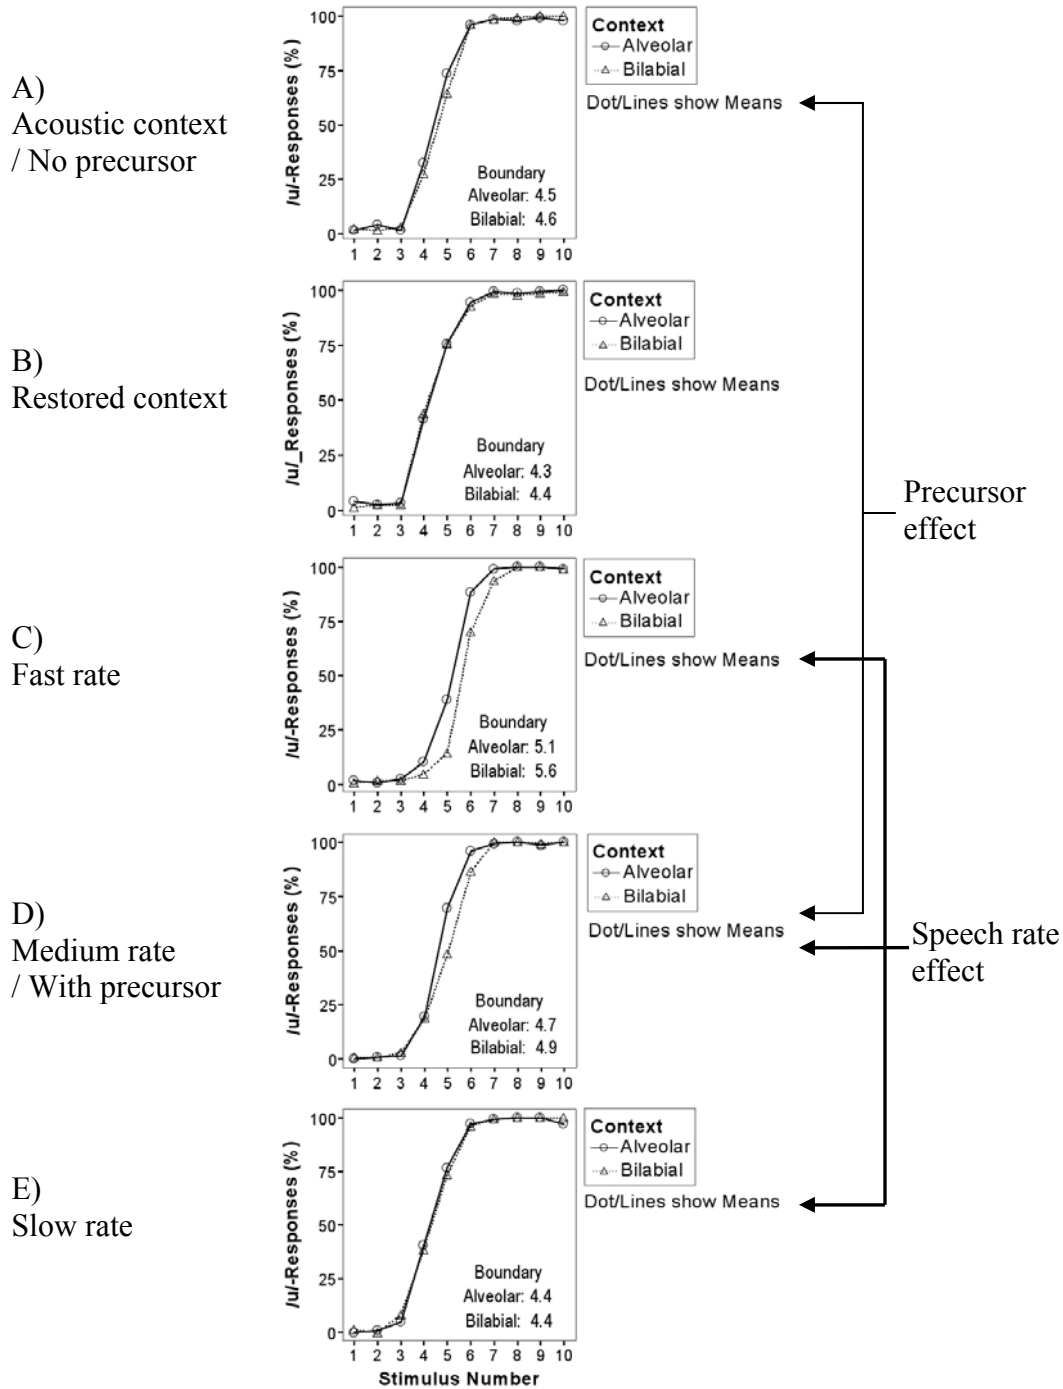 A)
Acoustic context
/ No precursor
/u/-Responses (%)
100
75
50
25
0
1 2 3 4 5 6 7 8 9 10
Boundary
Alveolar: 4.5
Bilabial: 4.6
Context
Alveolar
Bilabial
Dot/Lines show Means
B)
Restored context
/u/_Responses (%)
100
75
50
25
0
1 2 3 4 5 6 7 8 9 10
Boundary
Alveolar: 4.3
Bilabial: 4.4
Context
Alveolar
Bilabial
Dot/Lines show Means
Precursor
effect
C)
Fast rate
/u/-Responses (%)
100
75
50
25
0
1 2 3 4 5 6 7 8 9 10
Boundary
Alveolar: 5.1
Bilabial: 5.6
Context
Alveolar
Bilabial
Dot/Lines show Means
D)
Medium rate
/ With precursor
/u/-Responses (%)
100
75
50
25
0
1 2 3 4 5 6 7 8 9 10
Boundary
Alveolar: 4.7
Bilabial: 4.9
Context
Alveolar
Bilabial
Dot/Lines show Means
Speech rate
effect
E)
Slow rate
/u/-Responses (%)
100
75
50
25
0
1 2 3 4 5 6 7 8 9 10
Boundary
Alveolar: 4.4
Bilabial: 4.4
Context
Alveolar
Bilabial
Dot/Lines show Means
Stimulus Number